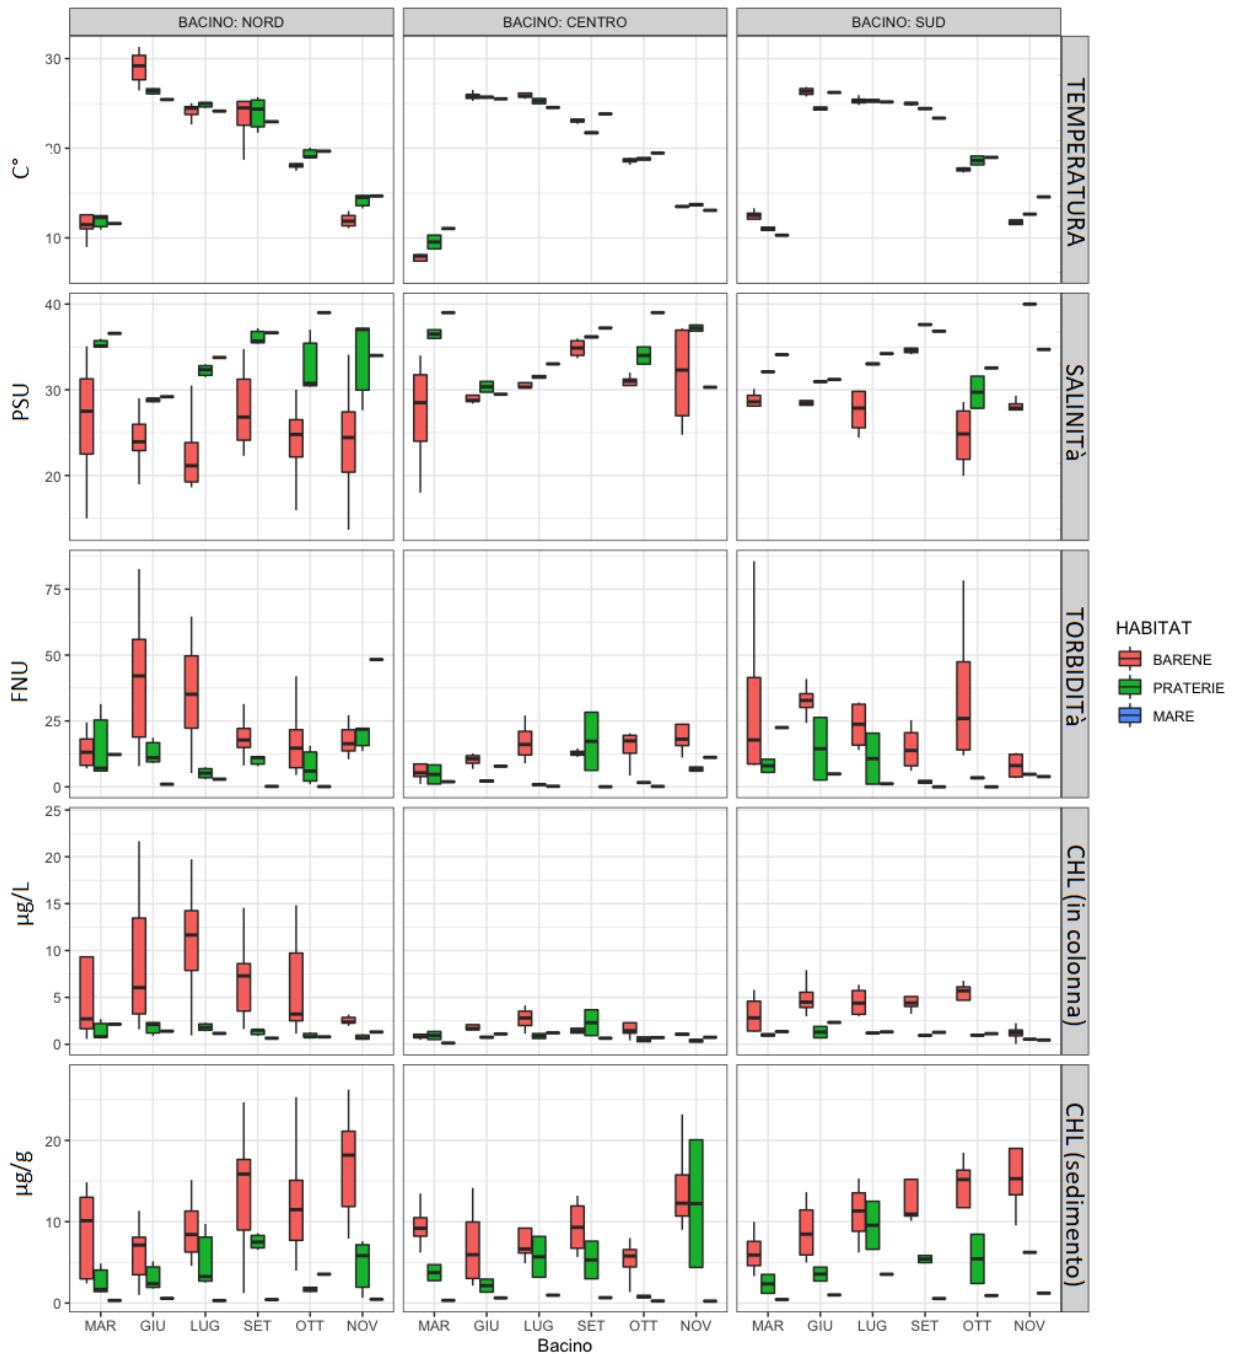 BACINO: NORD BACINO: CENTRO BACINO: SUD
C°
30
20
10
TEMPERATURA
PSU
40
30
20
SALINITà
FNU
75
50
25
0
TORBIDITà
µg/L
25
20
15
10
5
0
CHL (in colonna)
µg/g
20
10
0
CHL (sedimento)
MAR GIU LUG SET OTT NOV MAR GIU LUG SET OTT NOV MAR GIU LUG SET OTT NOV
Bacino
HABITAT
BARENE
PRATERIE
MARE